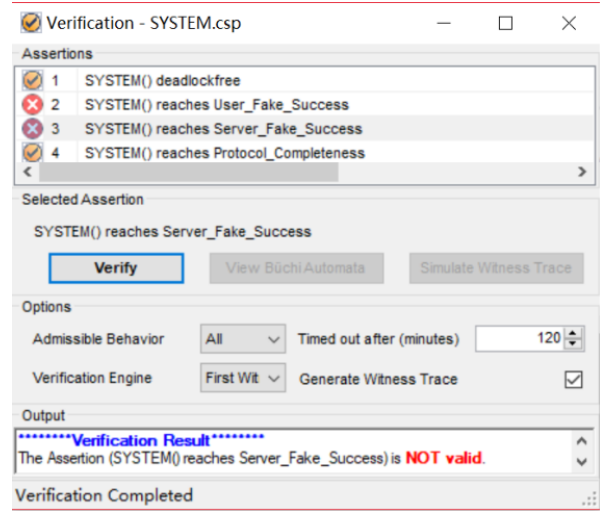 Verification - SYSTEM.csp
Assertions
1 SYSTEM() deadlockfree
2 SYSTEM() reaches User_Fake_Success
3 SYSTEM() reaches Server_Fake_Success
4 SYSTEM() reaches Protocol_Completeness
Selected Assertion
SYSTEM() reaches Server_Fake_Success
Verify View Büchi Automata Simulate Witness Trace
Options
Admissible Behavior All Timed out after (minutes) 120
Verification Engine First Wit Generate Witness Trace
Output
********Verification Result********
The Assertion (SYSTEM() reaches Server_Fake_Success) is NOT valid.
Verification Completed